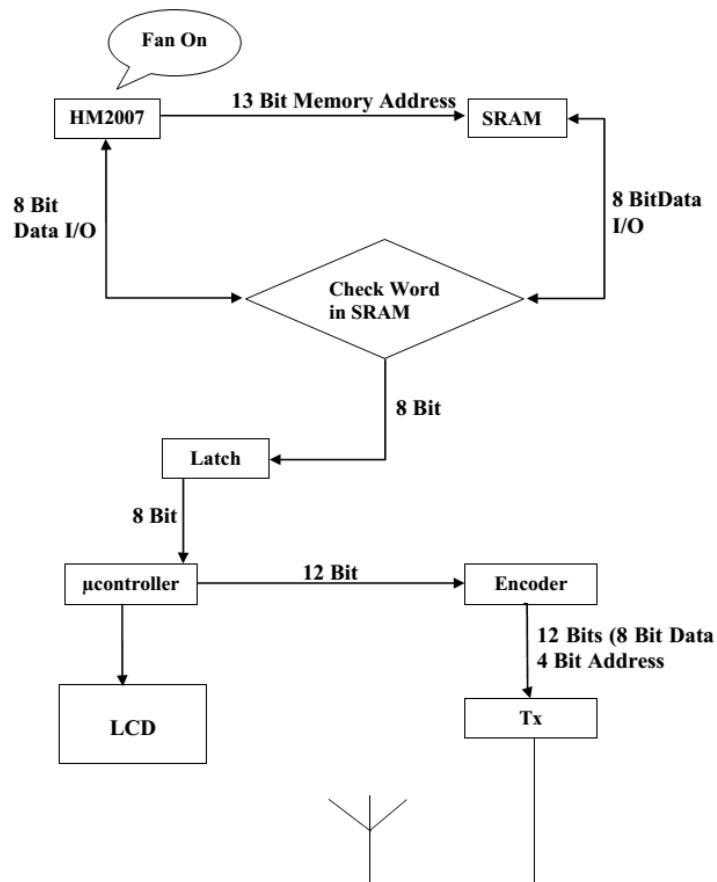 Fan On
13 Bit Memory Address
HM2007
SRAM
8 Bit
Data I/O
8 BitData
I/O
Check Word
in SRAM
8 Bit
Latch
8 Bit
µcontroller
12 Bit
Encoder
12 Bits (8 Bit Data
4 Bit Address
LCD
Tx